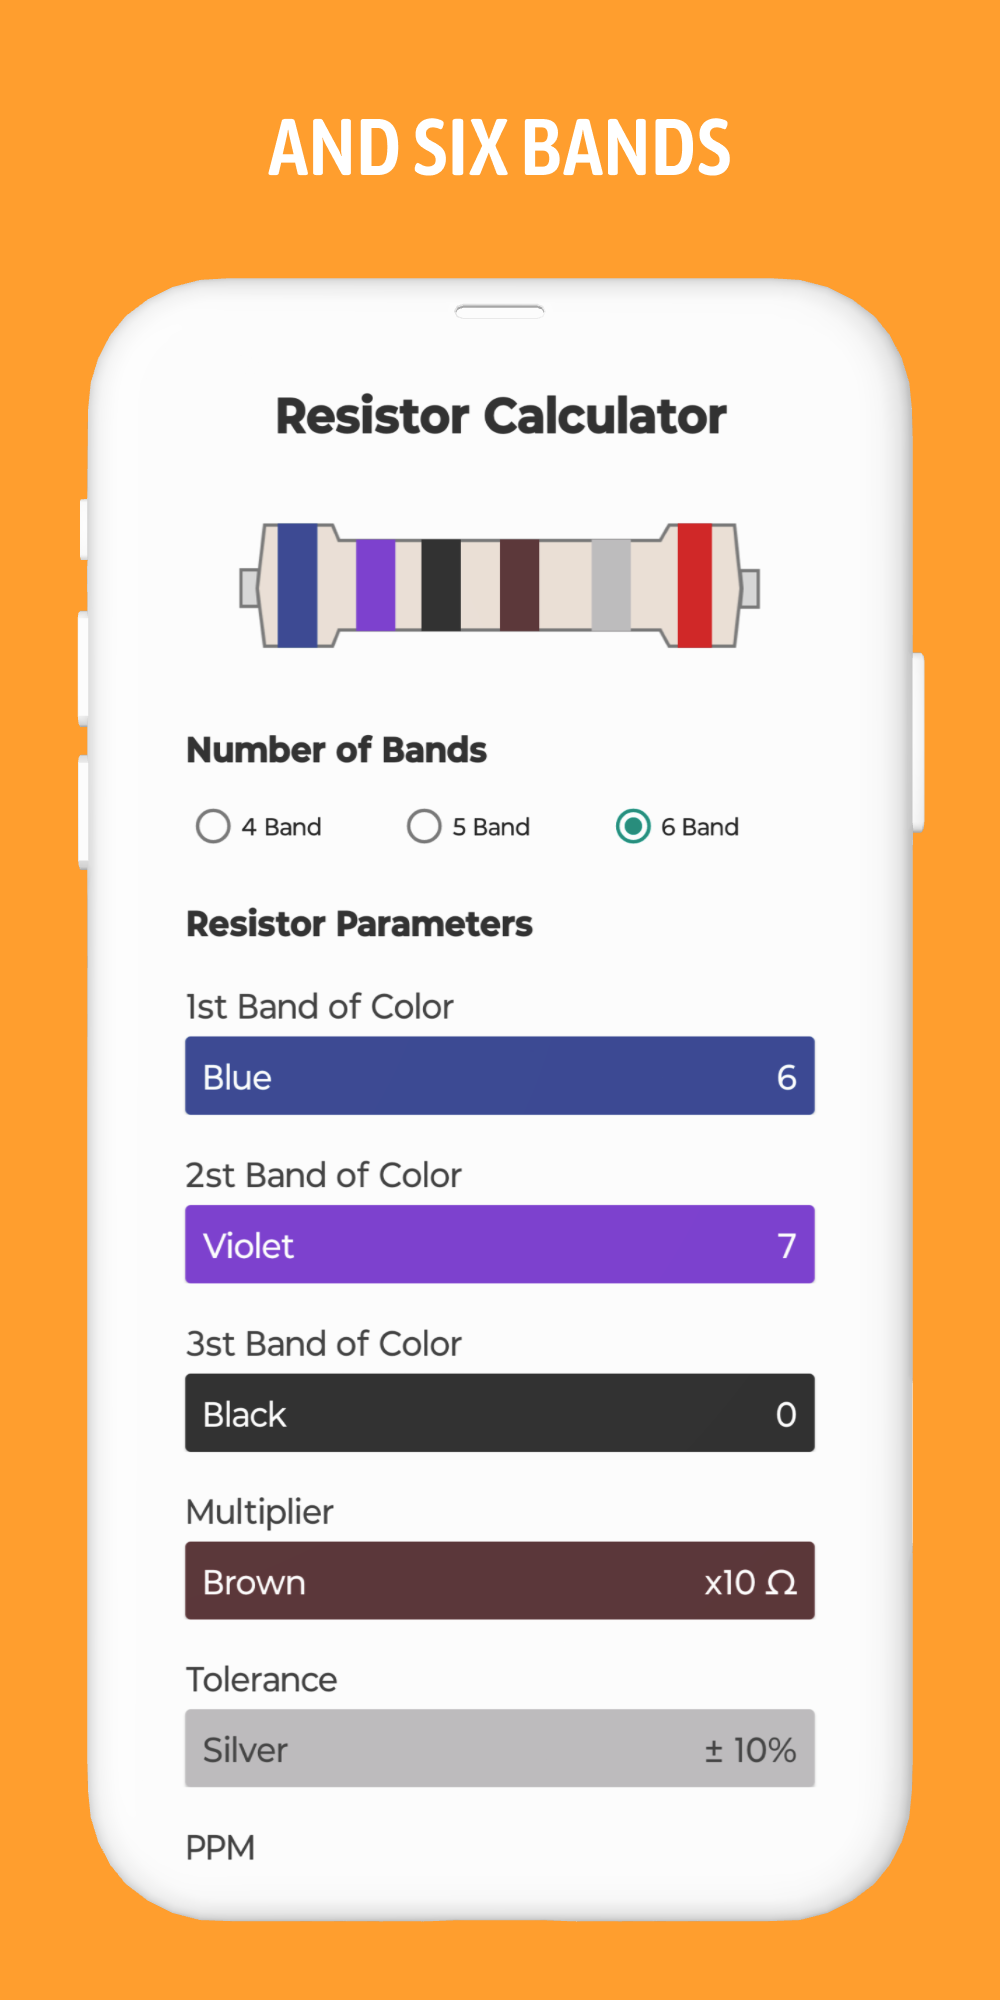 AND SIX BANDS
Resistor Calculator
Number of Bands
4 Band 5 Band 6 Band
Resistor Parameters
1st Band of Color
Blue 6
2st Band of Color
Violet 7
3st Band of Color
Black 0
Multiplier
Brown x10 Ω
Tolerance
Silver ± 10%
PPM